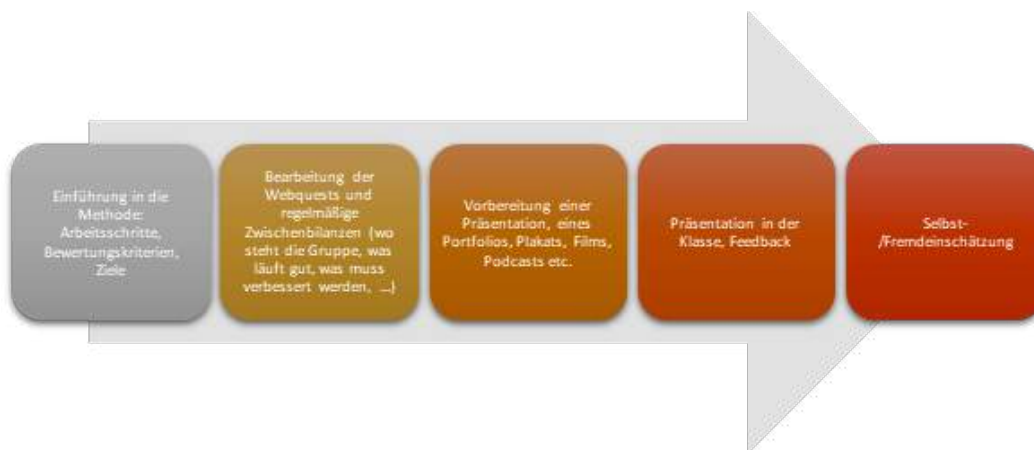 Einführung in die
Methode:
Arbeitsschritte,
Bewertungskriterien,
Ziele
Bearbeitung der
Webquests und
regelmäßige
Zwischenbilanzen (wo
steht die Gruppe, was
läuft gut, was muss
verbessert werden, ...)
Vorbereitung einer
Präsentation, eines
Portfolios, Plakats, Films,
Podcasts etc.
Präsentation in der
Klasse, Feedback
Selbst-
/Fremdeinschätzung